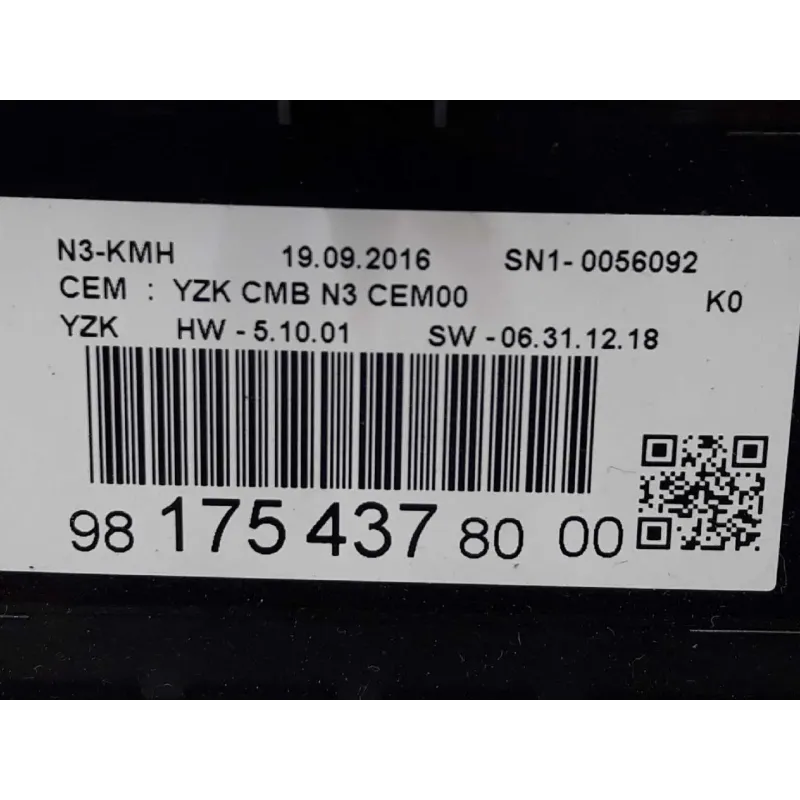 N3-KMH 19.09.2016 SN1-0056092
CEM : YZK CMB N3 CEM00 K0
YZK HW-5.10.01 SW-06.31.12.18
98 175 437 80 00